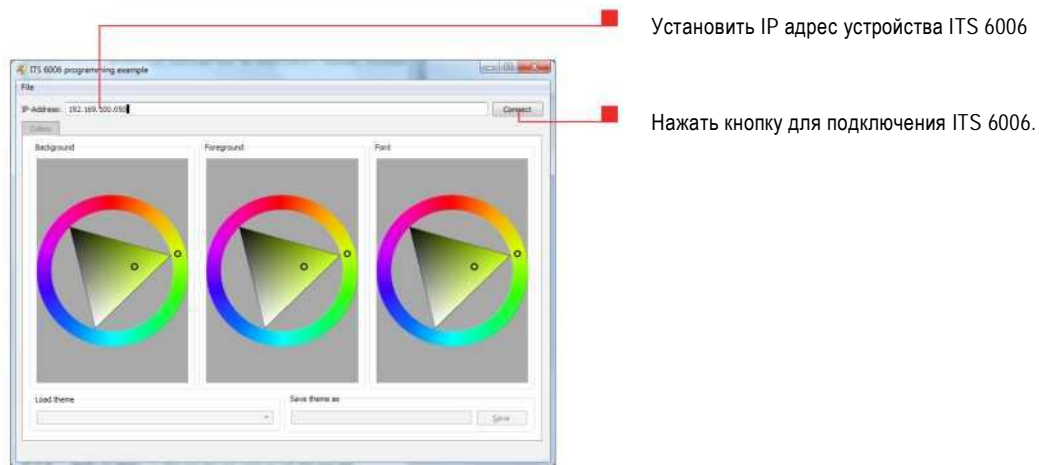 Установить IP адрес устройства ITS 6006
ITS 6006 programming example
File
IP-Address: 192.169.100.050 Connect
Нажать кнопку для подключения ITS 6006.
Colors
Background Foreground Font
Load theme Save theme as
Save